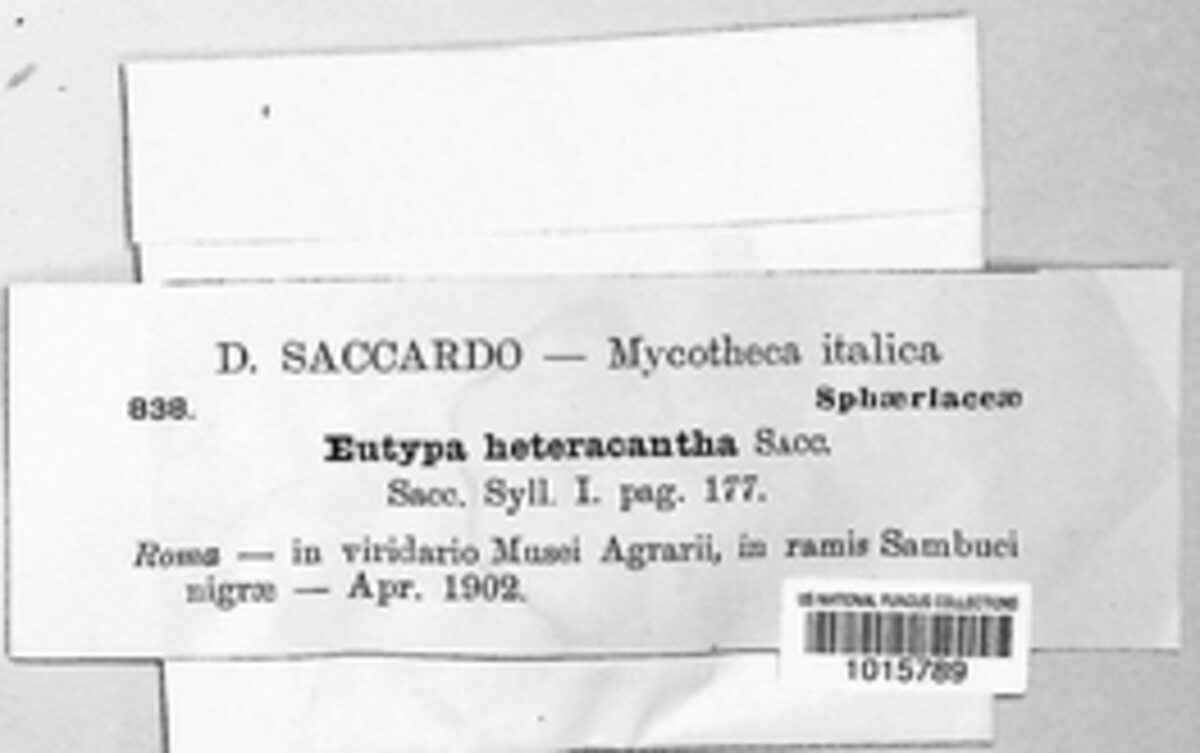 D. SACCARDO — Mycotheca italica
838.
Sphæriaceæ
Eutypa heteracantha Sacc.
Sacc. Syll. I. pag. 177.
Roma — in viridario Musei Agrarii, in ramis Sambuci
nigræ — Apr. 1902.
US NATIONAL FUNGUS COLLECTIONS
1015789